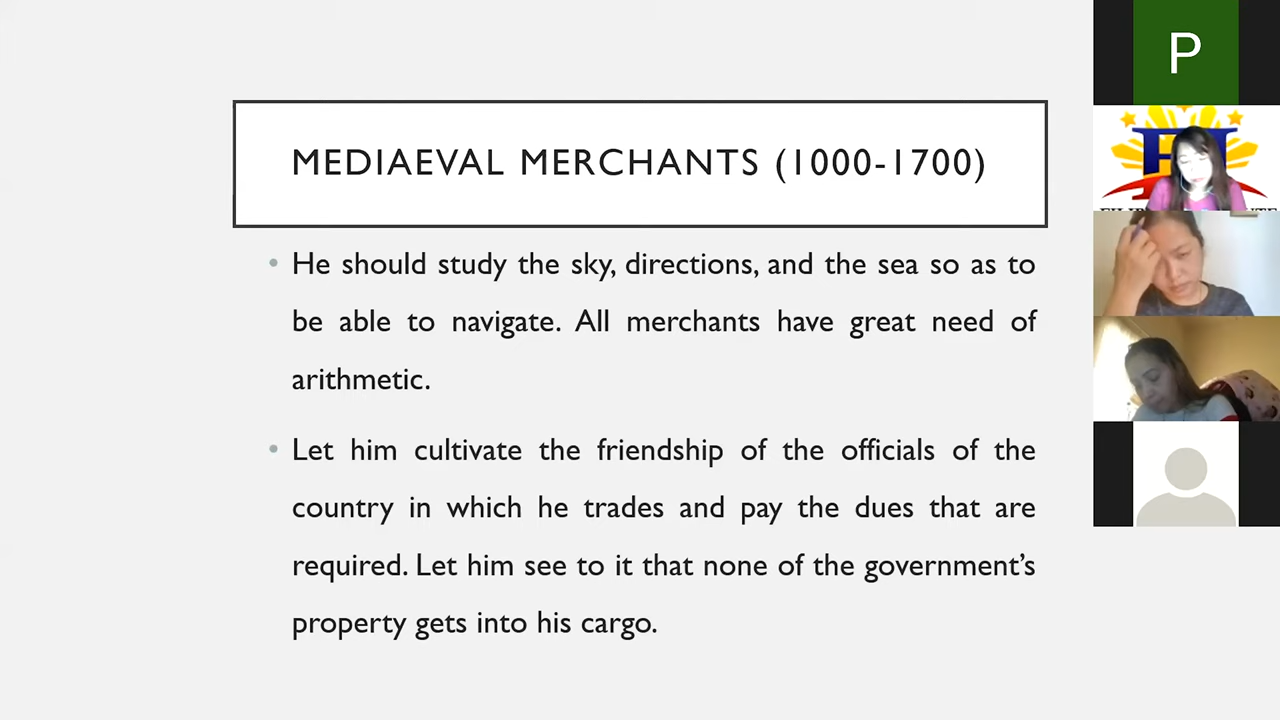 MEDIAEVAL MERCHANTS (1000-1700)
• He should study the sky, directions, and the sea so as to
be able to navigate. All merchants have great need of
arithmetic.
• Let him cultivate the friendship of the officials of the
country in which he trades and pay the dues that are
required. Let him see to it that none of the government’s
property gets into his cargo.
P